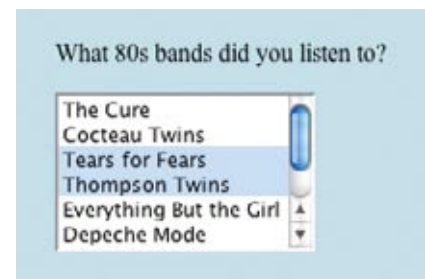 What 80s bands did you listen to?
The Cure
Cocteau Twins
Tears for Fears
Thompson Twins
Everything But the Girl
Depeche Mode